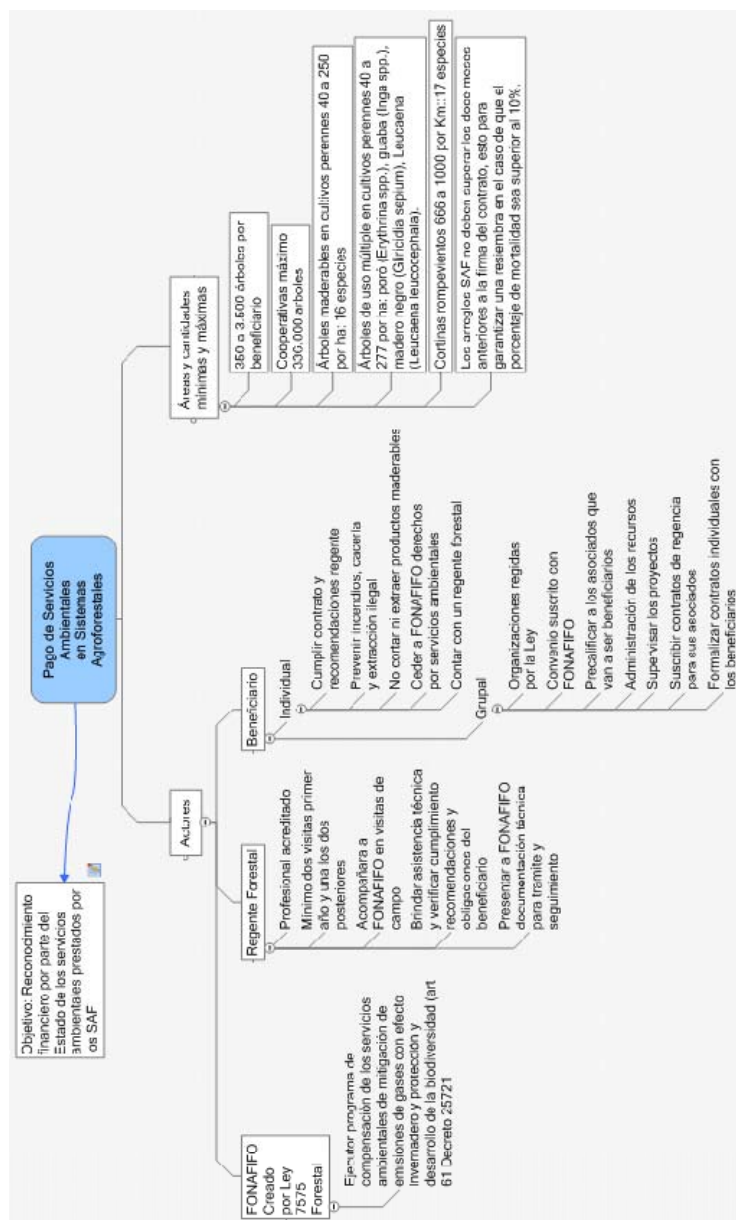 Pago de Servicios
Ambientales
en Sistemas
Agroforestales
Objetivo: Reconocimiento
financiero por parte del
Estado de los servicios
ambientales prestados por
os SAF
Actores
FONAFIFO
Creado
por Ley
7575
Forestal
Ejecutor programa de
compensación de los servicios
ambientales de mitigación de
emisiones de gases con efecto
invernadero y protección y
desarrollo de la biodiversidad (art
61 Decreto 25721
Regente Forestal
Profesional acreditado
Mínimo dos visitas primer
año y una los dos
posteriores
Acompañar a
FONAFIFO en visitas de
campo
Brindar asistencia técnica
y verificar cumplimiento
recomendaciones y
obligaciones del
beneficiario
Presentar a FONAFIFO
documentación técnica
para tramite y
seguimiento
Beneficiario
Individual
Cumplir contrato y
recomendaciones regente
Prevenir incendios, cacería
y extracción ilegal
No cortar ni extraer productos maderables
Ceder a FONAFIFO derechos
por servicios ambientales
Contar con un regente forestal
Grupal
Organizaciones regidas
por la Ley
Convenio suscrito con
FONAFIFO
Precalificar a los asociados que
van a ser beneficiarios
Administración de los recursos
Supervisar los proyectos
Suscribir contratos de regencia
para sus asociados
Formalizar contratos individuales con
los beneficiarios
Áreas y cantidades
mínimas y máximas
350 a 3.500 árboles por
beneficiario
Cooperativas máximo
árboles
Árboles maderables en cultivos perennes 40 a 250
por ha: 16 especies
Árboles de uso múltiple en cultivos perennes 40 a
277 por ha: poró (Erythrina spp.), guaba (Inga spp.),
madero negro (Gliricidia sepium), Leucaena
(Leucaena leucocephala).
Cortinas rompevientos 666 a 1000 por Km::17 especies
Los arreglos SAF no deben superar los doce meses
anteriores a la firma del contrato, esto para
garantizar una resiembra en el caso de que el
porcentaje de mortalidad sea superior al 10%.